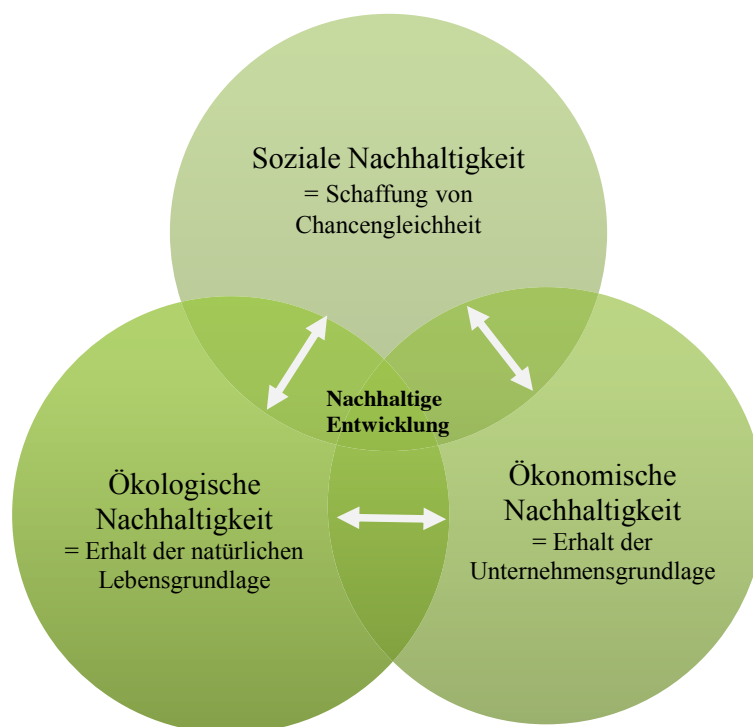 Soziale Nachhaltigkeit
= Schaffung von
Chancengleichheit
Nachhaltige
Entwicklung
Ökologische
Nachhaltigkeit
= Erhalt der natürlichen
Lebensgrundlage
Ökonomische
Nachhaltigkeit
= Erhalt der
Unternehmensgrundlage